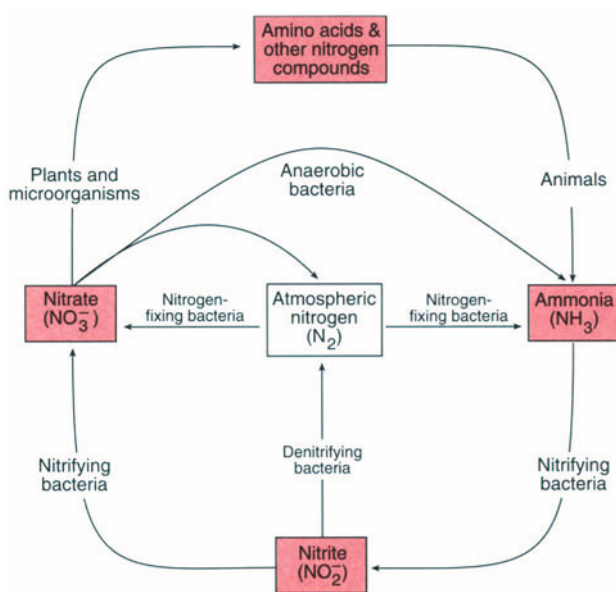 Amino acids &
other nitrogen
compounds
Plants and
microorganisms
Anaerobic
bacteria
Animals
Nitrate
(NO₃⁻)
Nitrogen-
fixing bacteria
Atmospheric
nitrogen
(N₂)
Nitrogen-
fixing bacteria
Ammonia
(NH₃)
Nitrifying
bacteria
Denitrifying
bacteria
Nitrifying
bacteria
Nitrite
(NO₂⁻)